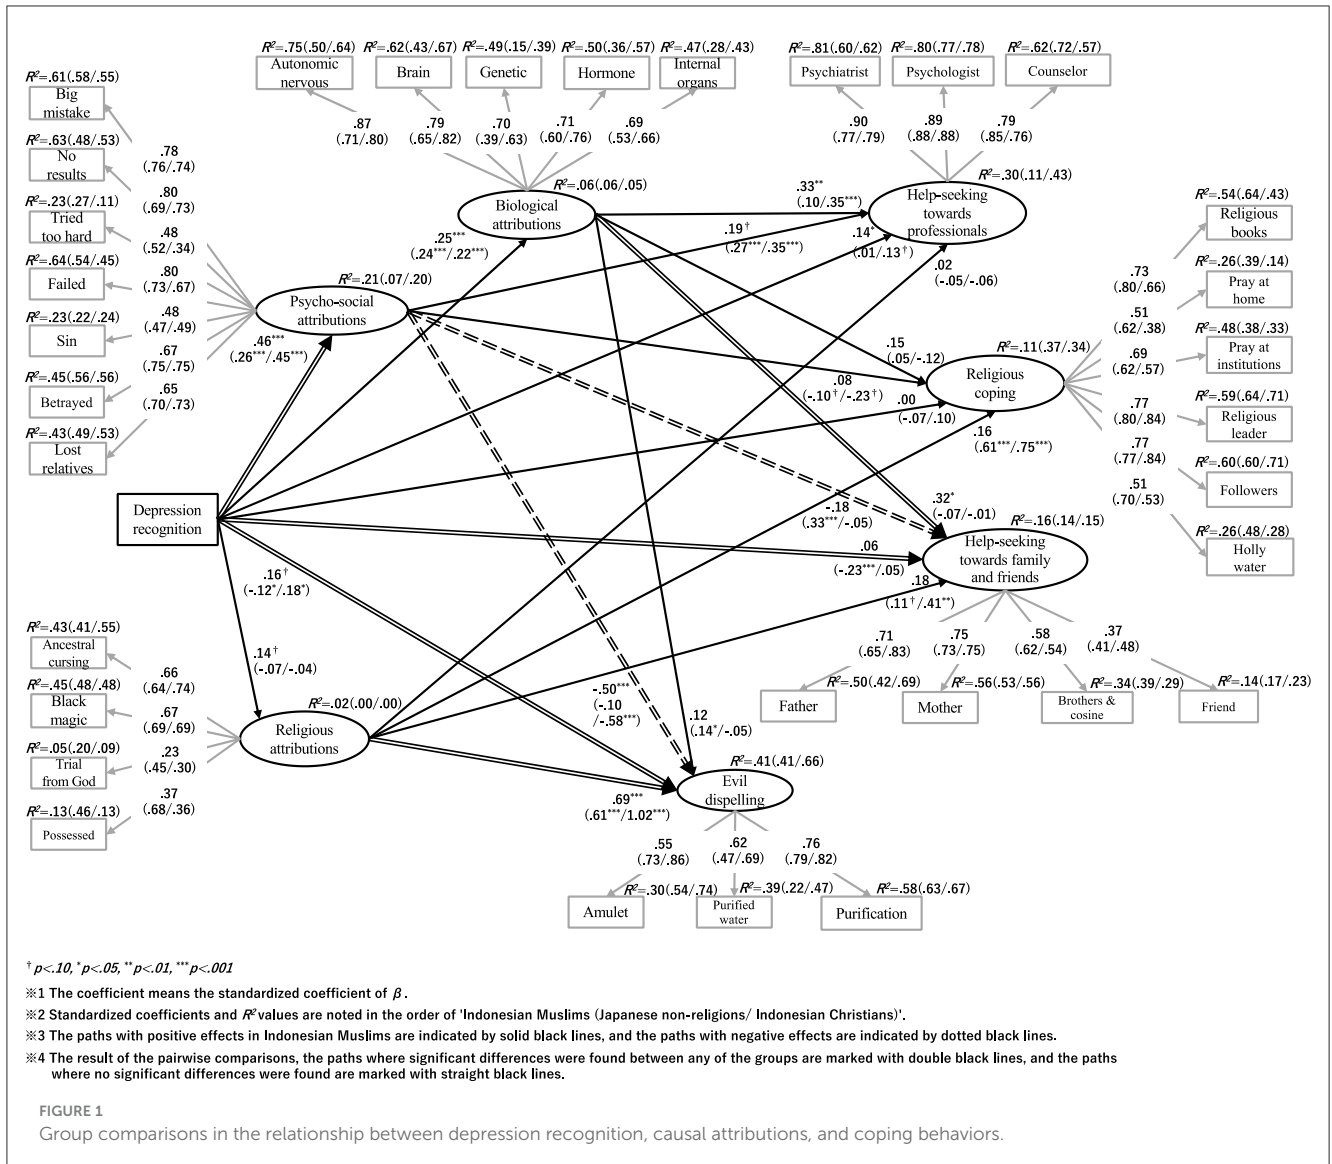 R²=.75(.50/.64)
Autonomic
nervous
R²=.62(.43/.67)
Brain
R²=.49(.15/.39)
Genetic
R²=.50(.36/.57)
Hormone
R²=.47(.28/.43)
Internal
organs
R²=.81(.60/.62)
Psychiatrist
R²=.80(.77/.78)
Psychologist
R²=.62(.72/.57)
Counselor
.87
(.71/.80)
.79
(.65/.82)
.70
(.39/.63)
.71
(.60/.76)
.69
(.53/.66)
.90
(.77/.79)
.89
(.88/.88)
.79
(.85/.76)
R²=.61(.58/.55)
Big
mistake
R²=.63(.48/.53)
No
results
R²=.23(.27/.11)
Tried
too hard
R²=.64(.54/.45)
Failed
R²=.23(.22/.24)
Sin
R²=.45(.56/.56)
Betrayed
R²=.43(.49/.53)
Lost
relatives
.78
(.76/.74)
.80
(.69/.73)
.48
(.52/.34)
.80
(.73/.67)
.48
(.47/.49)
.67
(.75/.75)
.65
(.70/.73)
R²=.06(.06/.05)
Biological
attributions
R²=.30(.11/.43)
Help-seeking
towards
professionals
.33**
(.10/.35***)
.19†
(.27***/.35***)
.14*
(.01/.13†)
.02
(-.05/-.06)
.25***
(.24***/.22***)
R²=.21(.07/.20)
Psycho-social
attributions
.46***
(.26***/.45***)
R²=.54(.64/.43)
Religious
books
R²=.26(.39/.14)
Pray at
home
R²=.48(.38/.33)
Pray at
institutions
R²=.59(.64/.71)
Religious
leader
R²=.60(.60/.71)
Followers
R²=.26(.48/.28)
Holly
water
.73
(.80/.66)
.51
(.62/.38)
.69
(.62/.57)
.77
(.80/.84)
.77
(.77/.84)
.51
(.70/.53)
R²=.11(.37/.34)
Religious
coping
.15
(.05/-.12)
.08
(-.10†/-.23†)
.00
(-.07/.10)
.16
(.61***/.75***)
Depression
recognition
-.18
(.33***/-.05)
.32*
(-.07/-.01)
R²=.16(.14/.15)
Help-seeking
towards family
and friends
.06
(-.23***/.05)
.18
(.11†/.41**)
.16†
(-.12*/.18*)
.14†
(-.07/-.04)
R²=.43(.41/.55)
Ancestral
cursing
R²=.45(.48/.48)
Black
magic
R²=.05(.20/.09)
Trial
from God
R²=.13(.46/.13)
Possessed
.66
(.64/.74)
.67
(.69/.69)
.23
(.45/.30)
.37
(.68/.36)
R²=.02(.00/.00)
Religious
attributions
.71
(.65/.83)
.75
(.73/.75)
.58
(.62/.54)
.37
(.41/.48)
Father
R²=.50(.42/.69)
Mother
R²=.56(.53/.56)
Brothers &
cosine
R²=.34(.39/.29)
Friend
R²=.14(.17/.23)
-.50***
(-.10
/-.58***)
.12
(.14*/-.05)
R²=.41(.41/.66)
Evil
dispelling
.69***
(.61***/1.02***)
.55
(.73/.86)
.62
(.47/.69)
.76
(.79/.82)
Amulet
R²=.30(.54/.74)
Purified
water
R²=.39(.22/.47)
Purification
R²=.58(.63/.67)
† p<.10, *p<.05, **p<.01, ***p<.001
※1 The coefficient means the standardized coefficient of β.
※2 Standardized coefficients and R² values are noted in the order of 'Indonesian Muslims (Japanese non-religions/ Indonesian Christians)'.
※3 The paths with positive effects in Indonesian Muslims are indicated by solid black lines, and the paths with negative effects are indicated by dotted black lines.
※4 The result of the pairwise comparisons, the paths where significant differences were found between any of the groups are marked with double black lines, and the paths
where no significant differences were found are marked with straight black lines.
FIGURE 1
Group comparisons in the relationship between depression recognition, causal attributions, and coping behaviors.